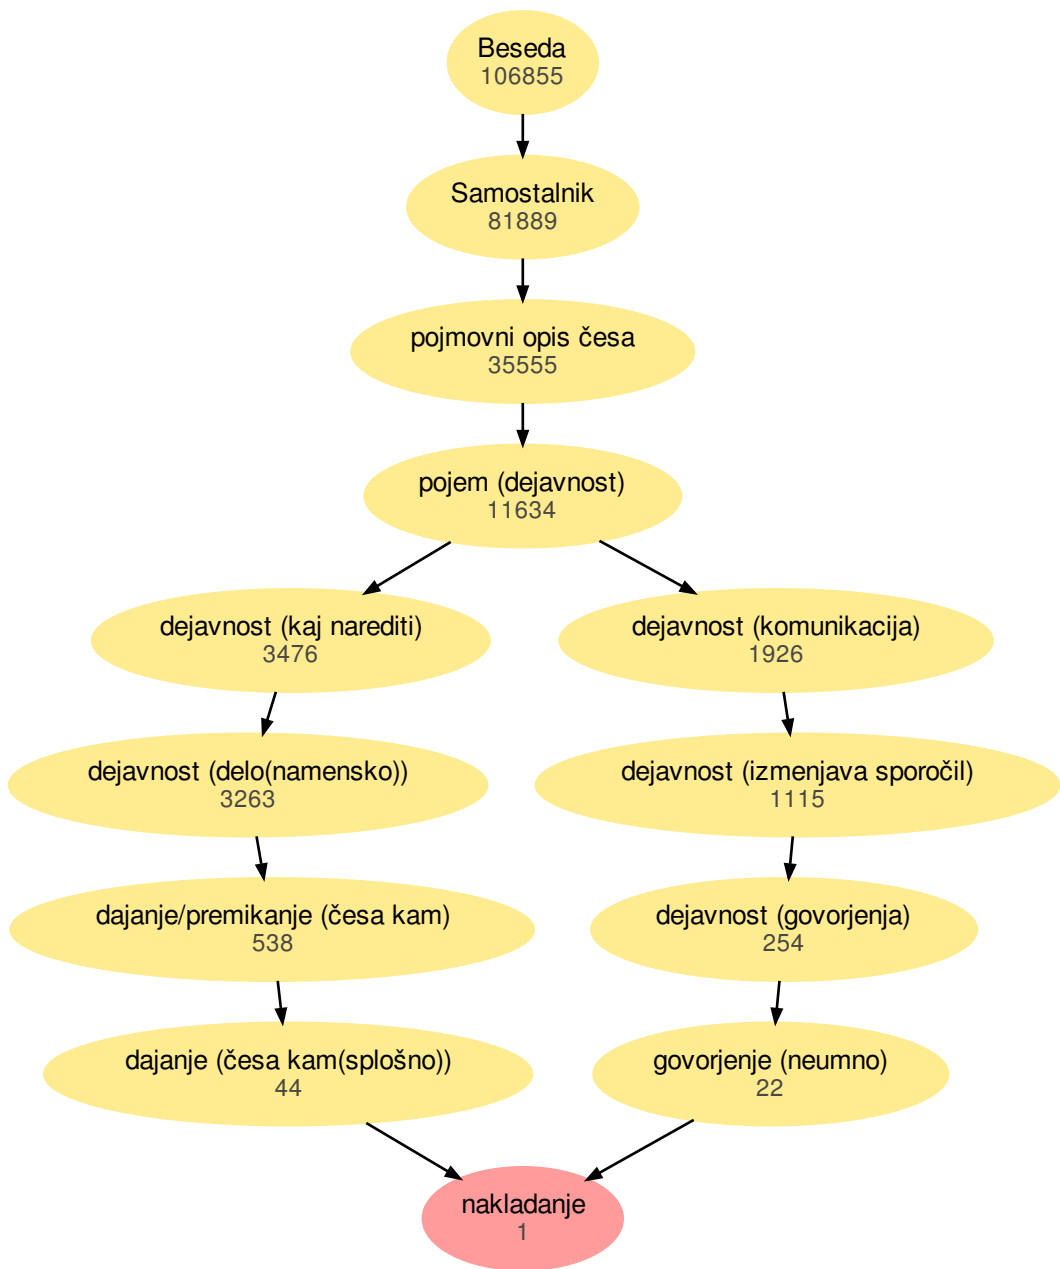 Beseda
106855
Samostalnik
81889
pojmovni opis česa
35555
pojem (dejavnost)
11634
dejavnost (kaj narediti)
3476
dejavnost (komunikacija)
1926
dejavnost (delo(namensko))
3263
dejavnost (izmenjava sporočil)
1115
dajanje/premikanje (česa kam)
538
dejavnost (govorjenja)
254
dajanje (česa kam(splošno))
44
govorjenje (neumno)
22
nakladanje
1